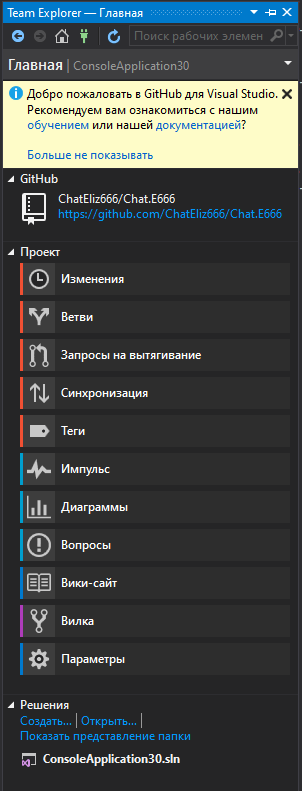 Team Explorer — Главная
Поиск рабочих элемен
Главная | ConsoleApplication30
Добро пожаловать в GitHub для Visual Studio.
Рекомендуем вам ознакомиться с нашим
обучением или нашей документацией?
Больше не показывать
GitHub
ChatEliz666/Chat.E666
https://github.com/ChatEliz666/Chat.E666
Проект
Изменения
Ветви
Запросы на вытягивание
Синхронизация
Теги
Импульс
Диаграммы
Вопросы
Вики-сайт
Вилка
Параметры
Решения
Создать... | Открыть... |
Показать представление папки
ConsoleApplication30.sln